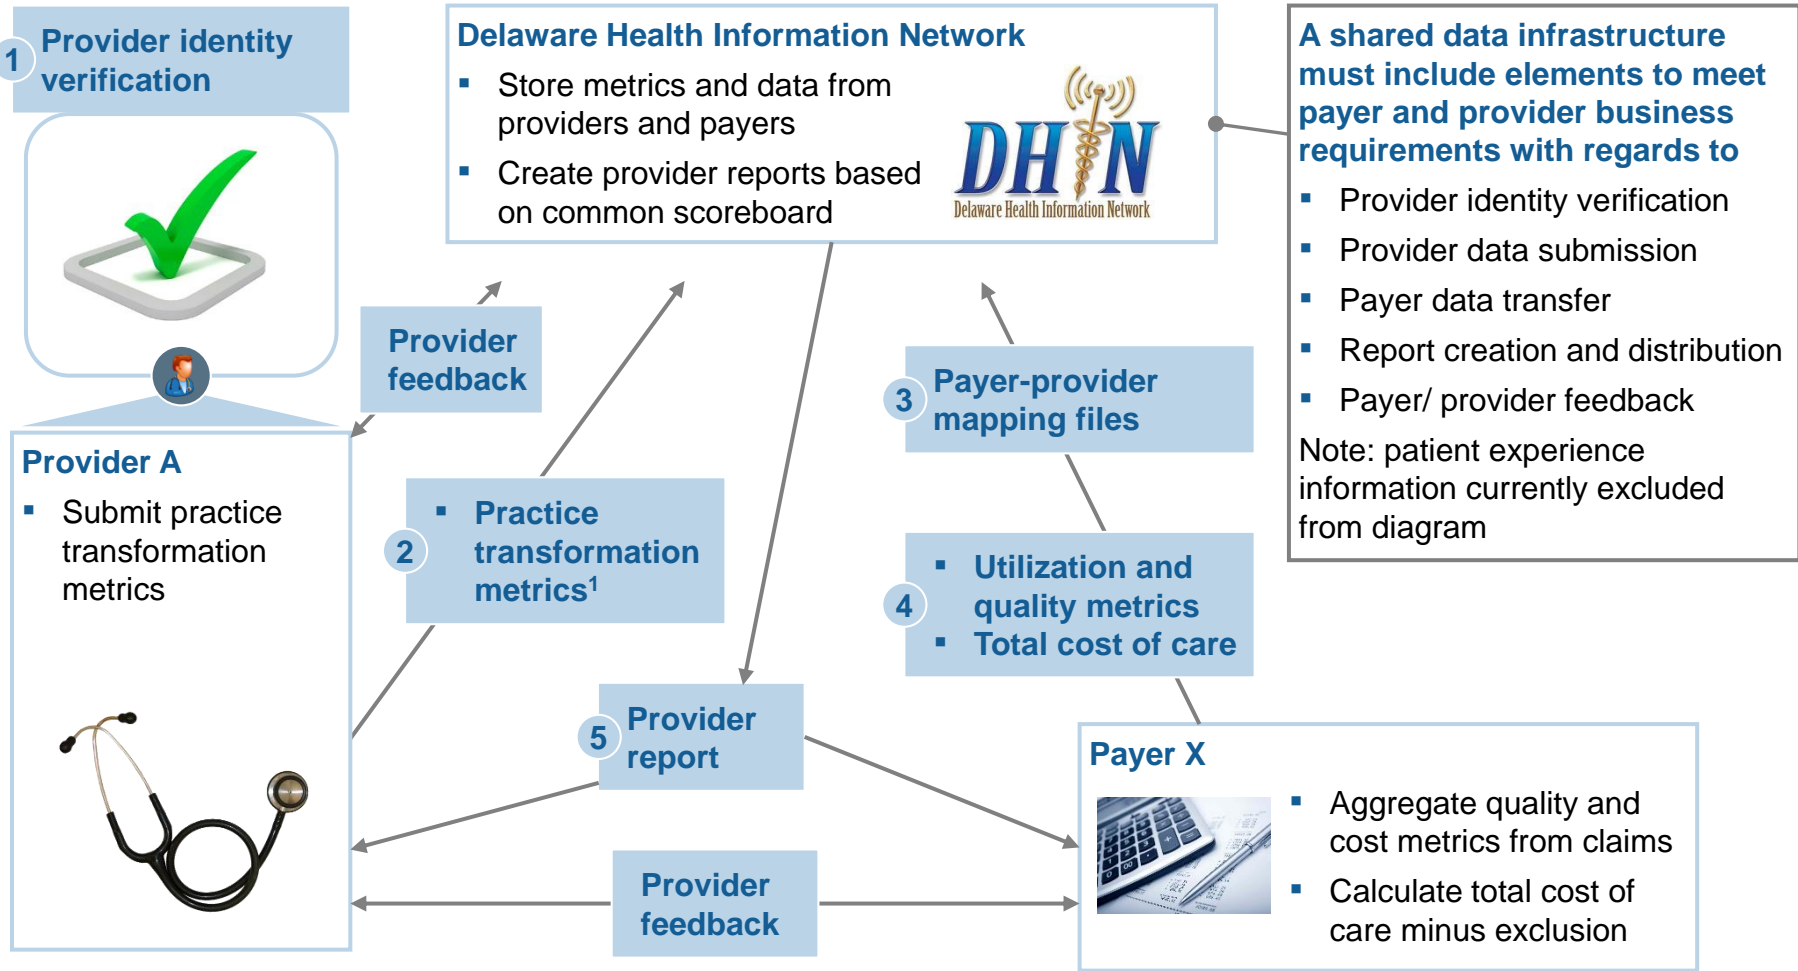 1
Provider identity
verification
Delaware Health Information Network
▪ Store metrics and data from
providers and payers
▪ Create provider reports based
on common scoreboard
DHIN
Delaware Health Information Network
A shared data infrastructure
must include elements to meet
payer and provider business
requirements with regards to
▪ Provider identity verification
▪ Provider data submission
▪ Payer data transfer
▪ Report creation and distribution
▪ Payer/ provider feedback
Note: patient experience
information currently excluded
from diagram
Provider
feedback
3
Payer-provider
mapping files
Provider A
▪ Submit practice
transformation
metrics
2
▪ Practice
transformation
metrics¹
4
▪ Utilization and
quality metrics
▪ Total cost of care
5
Provider
report
Payer X
▪ Aggregate quality and
cost metrics from claims
▪ Calculate total cost of
care minus exclusion
Provider
feedback